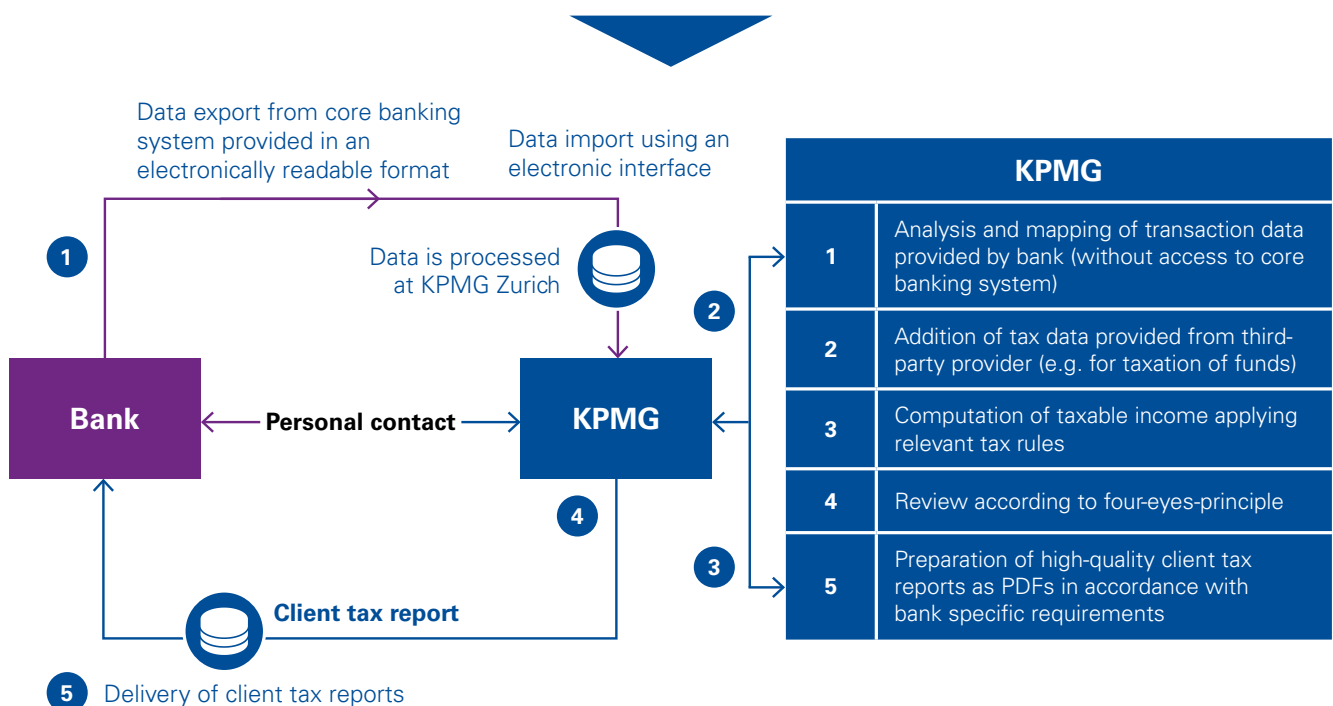 Data export from core banking
system provided in an
electronically readable format
Data import using an
electronic interface
1
Data is processed
at KPMG Zurich
2
Bank
Personal contact
KPMG
4
3
Client tax report
5 Delivery of client tax reports
KPMG
1 Analysis and mapping of transaction data
provided by bank (without access to core
banking system)
2 Addition of tax data provided from third-
party provider (e.g. for taxation of funds)
3 Computation of taxable income applying
relevant tax rules
4 Review according to four-eyes-principle
5 Preparation of high-quality client tax
reports as PDFs in accordance with
bank specific requirements